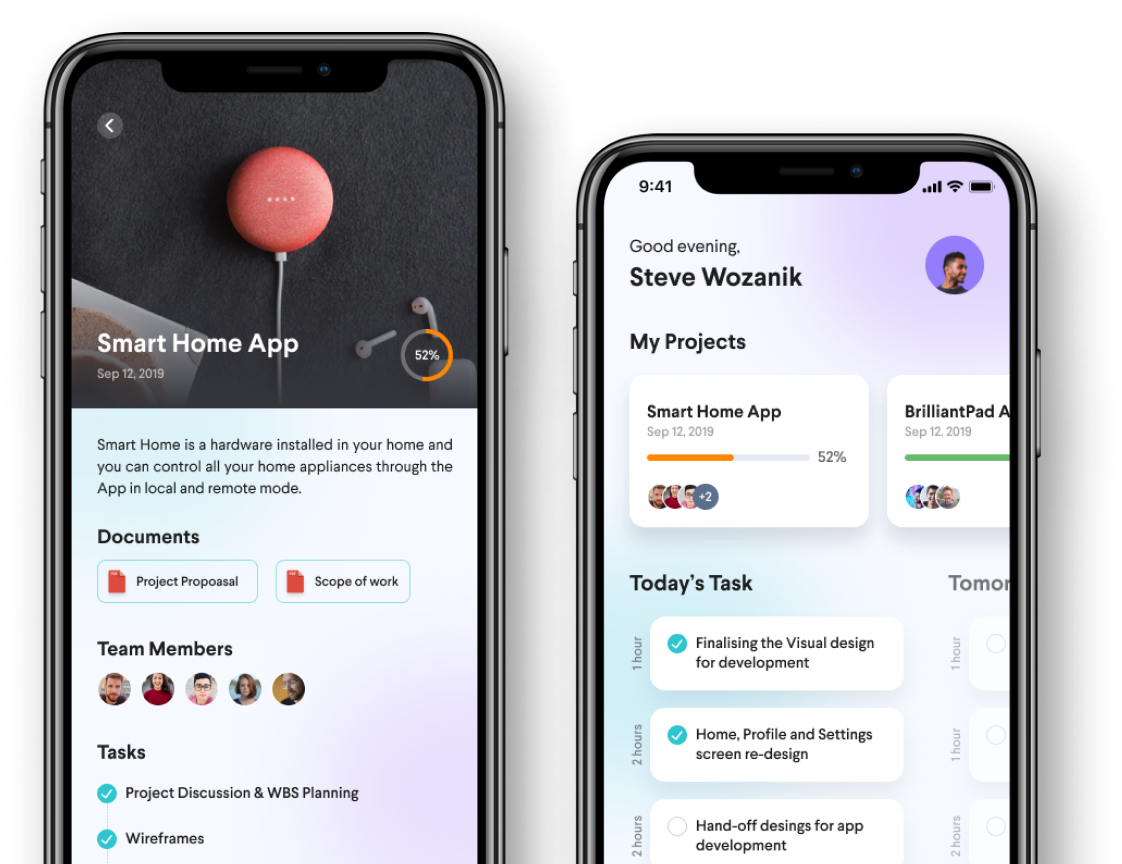 Smart Home App
Sep 12, 2019
52%
Smart Home is a hardware installed in your home and
you can control all your home appliances through the
App in local and remote mode.
Documents
Project Propoasal
Scope of work
Team Members
Tasks
Project Discussion & WBS Planning
Wireframes
9:41
Good evening,
Steve Wozanik
My Projects
Smart Home App
Sep 12, 2019
52%
+2
BrilliantPad A
Sep 12, 2019
Today's Task
Tomor
1 hour
Finalising the Visual design
for development
1 hour
2 hours
Home, Profile and Settings
screen re-design
1 hour
2 hours
Hand-off desings for app
development
2 hours